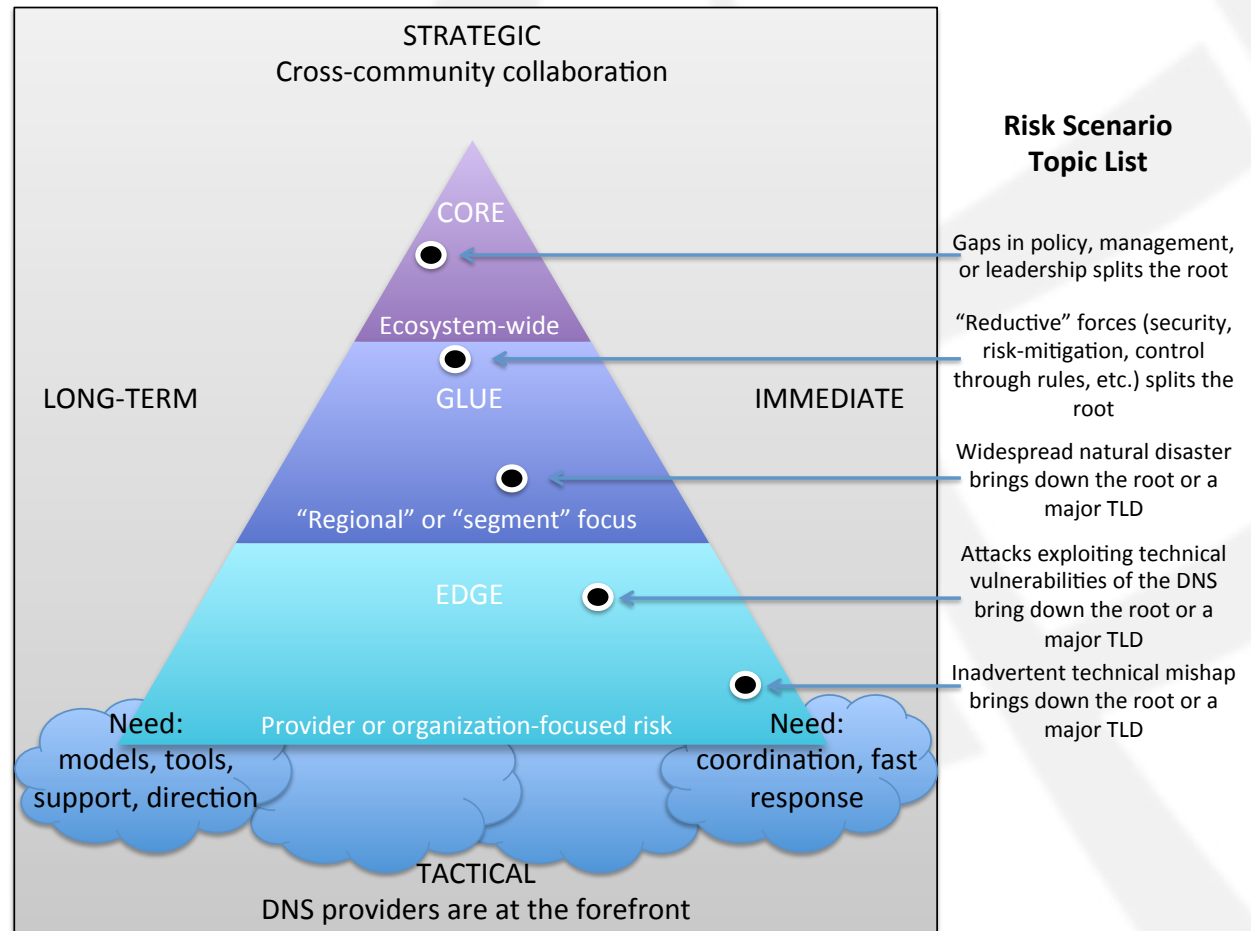 STRATEGIC
Cross-community collaboration
Risk Scenario
Topic List
CORE
Ecosystem-wide
GLUE
“Regional” or “segment” focus
EDGE
Provider or organization-focused risk
LONG-TERM
IMMEDIATE
Gaps in policy, management,
or leadership splits the root
“Reductive” forces (security,
risk-mitigation, control
through rules, etc.) splits the
root
Widespread natural disaster
brings down the root or a
major TLD
Attacks exploiting technical
vulnerabilities of the DNS
bring down the root or a
major TLD
Inadvertent technical mishap
brings down the root or a
major TLD
Need:
models, tools,
support, direction
Need:
coordination, fast
response
TACTICAL
DNS providers are at the forefront